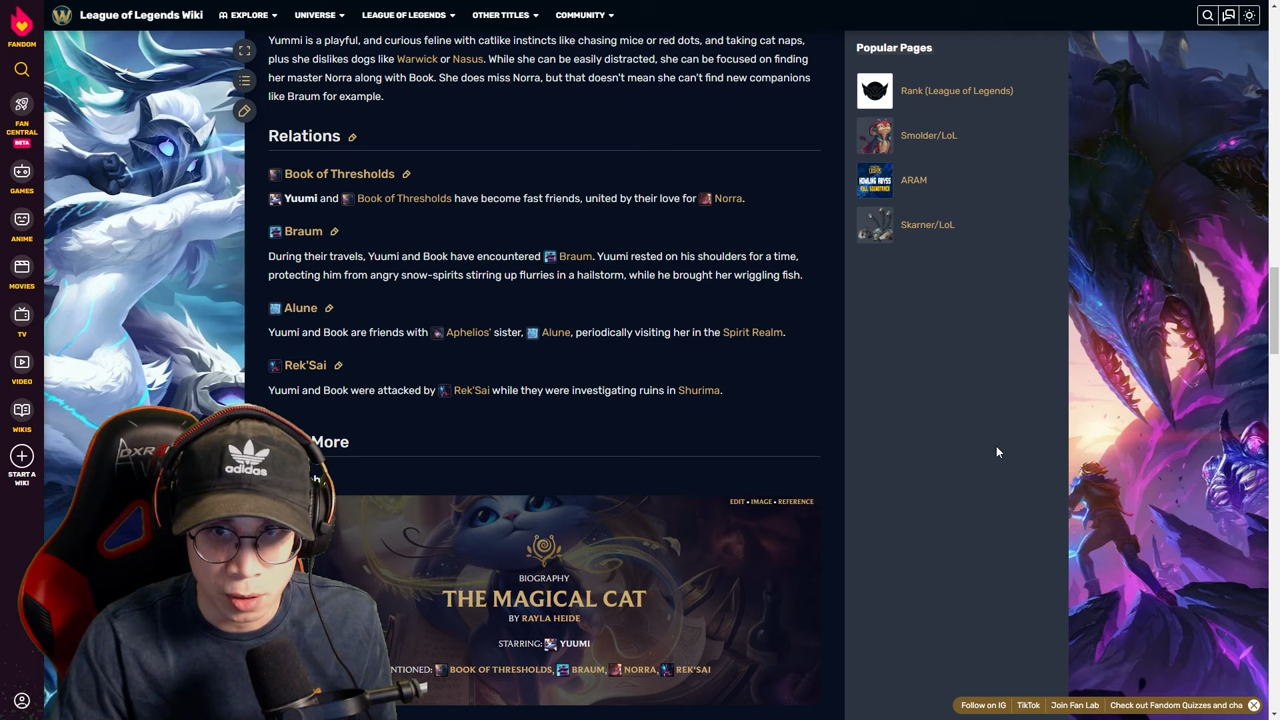 FANDOM
FAN
CENTRAL
BETA
GAMES
ANIME
MOVIES
TV
VIDEO
WIKIS
START A
WIKI
League of Legends Wiki
EXPLORE
UNIVERSE
LEAGUE OF LEGENDS
OTHER TITLES
COMMUNITY
Yummi is a playful, and curious feline with catlike instincts like chasing mice or red dots, and taking cat naps,
plus she dislikes dogs like Warwick or Nasus. While she can be easily distracted, she can be focused on finding
her master Norra along with Book. She does miss Norra, but that doesn't mean she can't find new companions
like Braum for example.
Relations
Book of Thresholds
Yuumi and Book of Thresholds have become fast friends, united by their love for Norra.
Braum
During their travels, Yuumi and Book have encountered Braum. Yuumi rested on his shoulders for a time,
protecting him from angry snow-spirits stirring up flurries in a hailstorm, while he brought her wriggling fish.
Alune
Yuumi and Book are friends with Aphelios' sister, Alune, periodically visiting her in the Spirit Realm.
Rek'Sai
Yuumi and Book were attacked by Rek'Sai while they were investigating ruins in Shurima.
More
EDIT • IMAGE • REFERENCE
BIOGRAPHY
THE MAGICAL CAT
BY RAYLA HEIDE
STARRING: YUUMI
NTIONED: BOOK OF THRESHOLDS, BRAUM, NORRA, REK'SAI
Popular Pages
Rank (League of Legends)
Smolder/LoL
ARAM
Skarner/LoL
HOWLING ABYSS
FULL SOUNDTRACK
DXR
adidas
Follow on IG
TikTok
Join Fan Lab
Check out Fandom Quizzes and cha